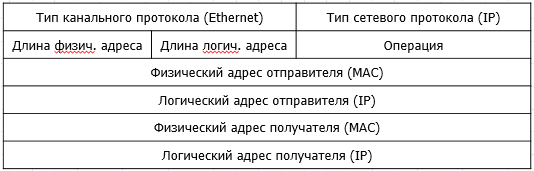 Тип канального протокола (Ethernet) Тип сетевого протокола (IP)
Длина физич. адреса Длина логич. адреса Операция
Физический адрес отправителя (MAC)
Логический адрес отправителя (IP)
Физический адрес получателя (MAC)
Логический адрес получателя (IP)